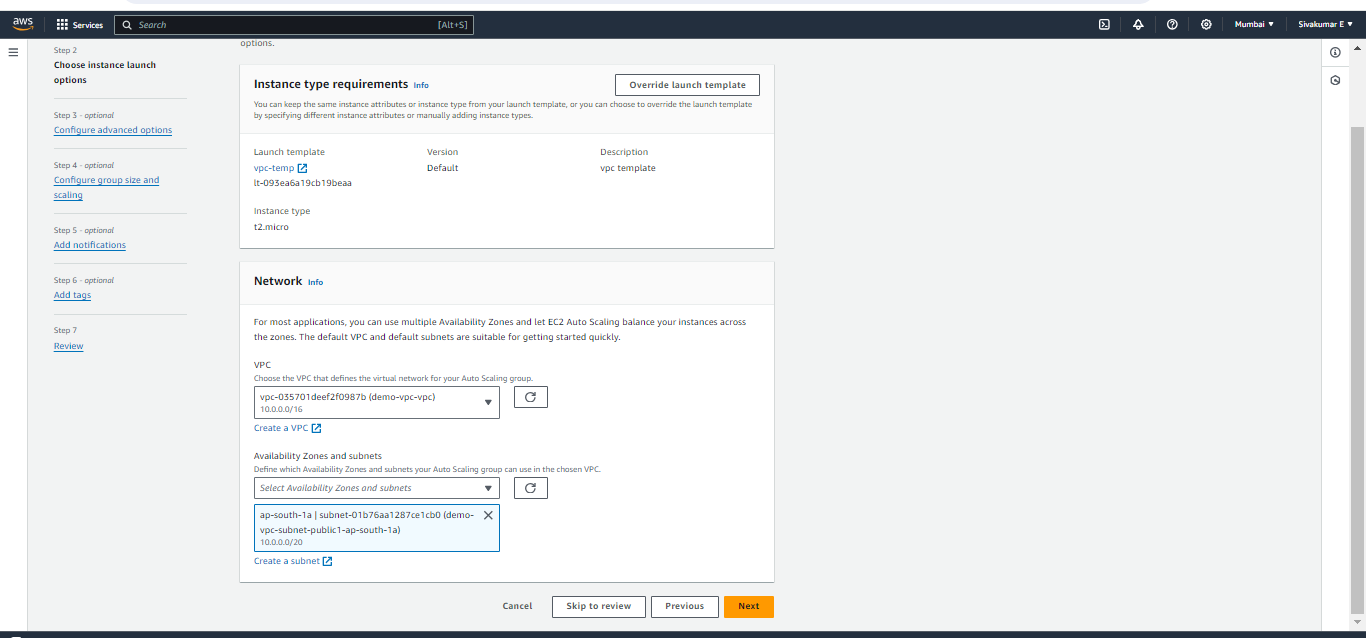 aws
Services
Search
[Alt+S]
Mumbai ▼
Sivakumar E ▼
Step 2
Choose instance launch
options
Step 3 - optional
Configure advanced options
Step 4 - optional
Configure group size and
scaling
Step 5 - optional
Add notifications
Step 6 - optional
Add tags
Step 7
Review
options.
Instance type requirements Info
Override launch template
You can keep the same instance attributes or instance type from your launch template, or you can choose to override the launch template
by specifying different instance attributes or manually adding instance types.
Launch template
vpc-temp
lt-093ea6a19cb19beaa
Version
Default
Description
vpc template
Instance type
t2.micro
Network Info
For most applications, you can use multiple Availability Zones and let EC2 Auto Scaling balance your instances across
the zones. The default VPC and default subnets are suitable for getting started quickly.
VPC
Choose the VPC that defines the virtual network for your Auto Scaling group.
vpc-035701deef2f0987b (demo-vpc-vpc)
10.0.0.0/16
Create a VPC
Availability Zones and subnets
Define which Availability Zones and subnets your Auto Scaling group can use in the chosen VPC.
Select Availability Zones and subnets
ap-south-1a | subnet-01b76aa1287ce1cb0 (demo-
vpc-subnet-public1-ap-south-1a)
10.0.0.0/20
Create a subnet
Cancel
Skip to review
Previous
Next